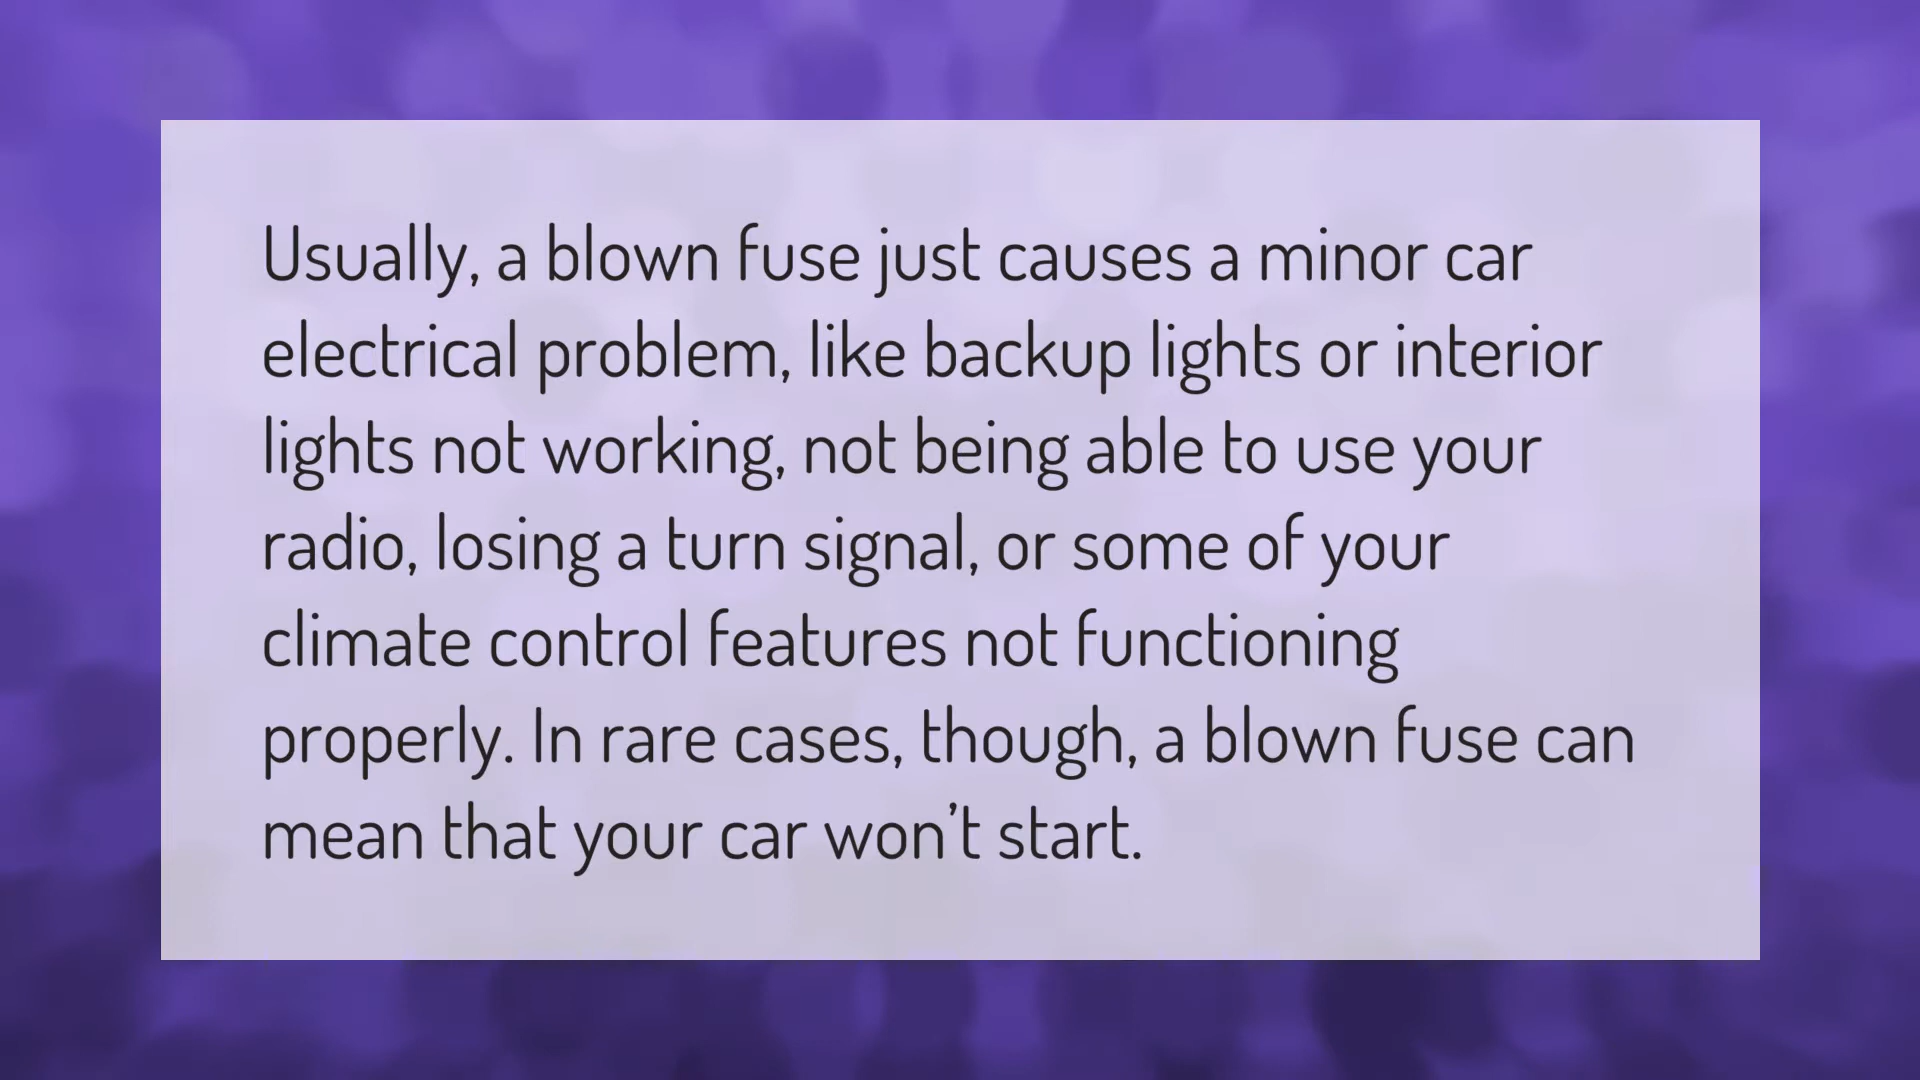 Usually, a blown fuse just causes a minor car
electrical problem, like backup lights or interior
lights not working, not being able to use your
radio, losing a turn signal, or some of your
climate control features not functioning
properly. In rare cases, though, a blown fuse can
mean that your car won't start.